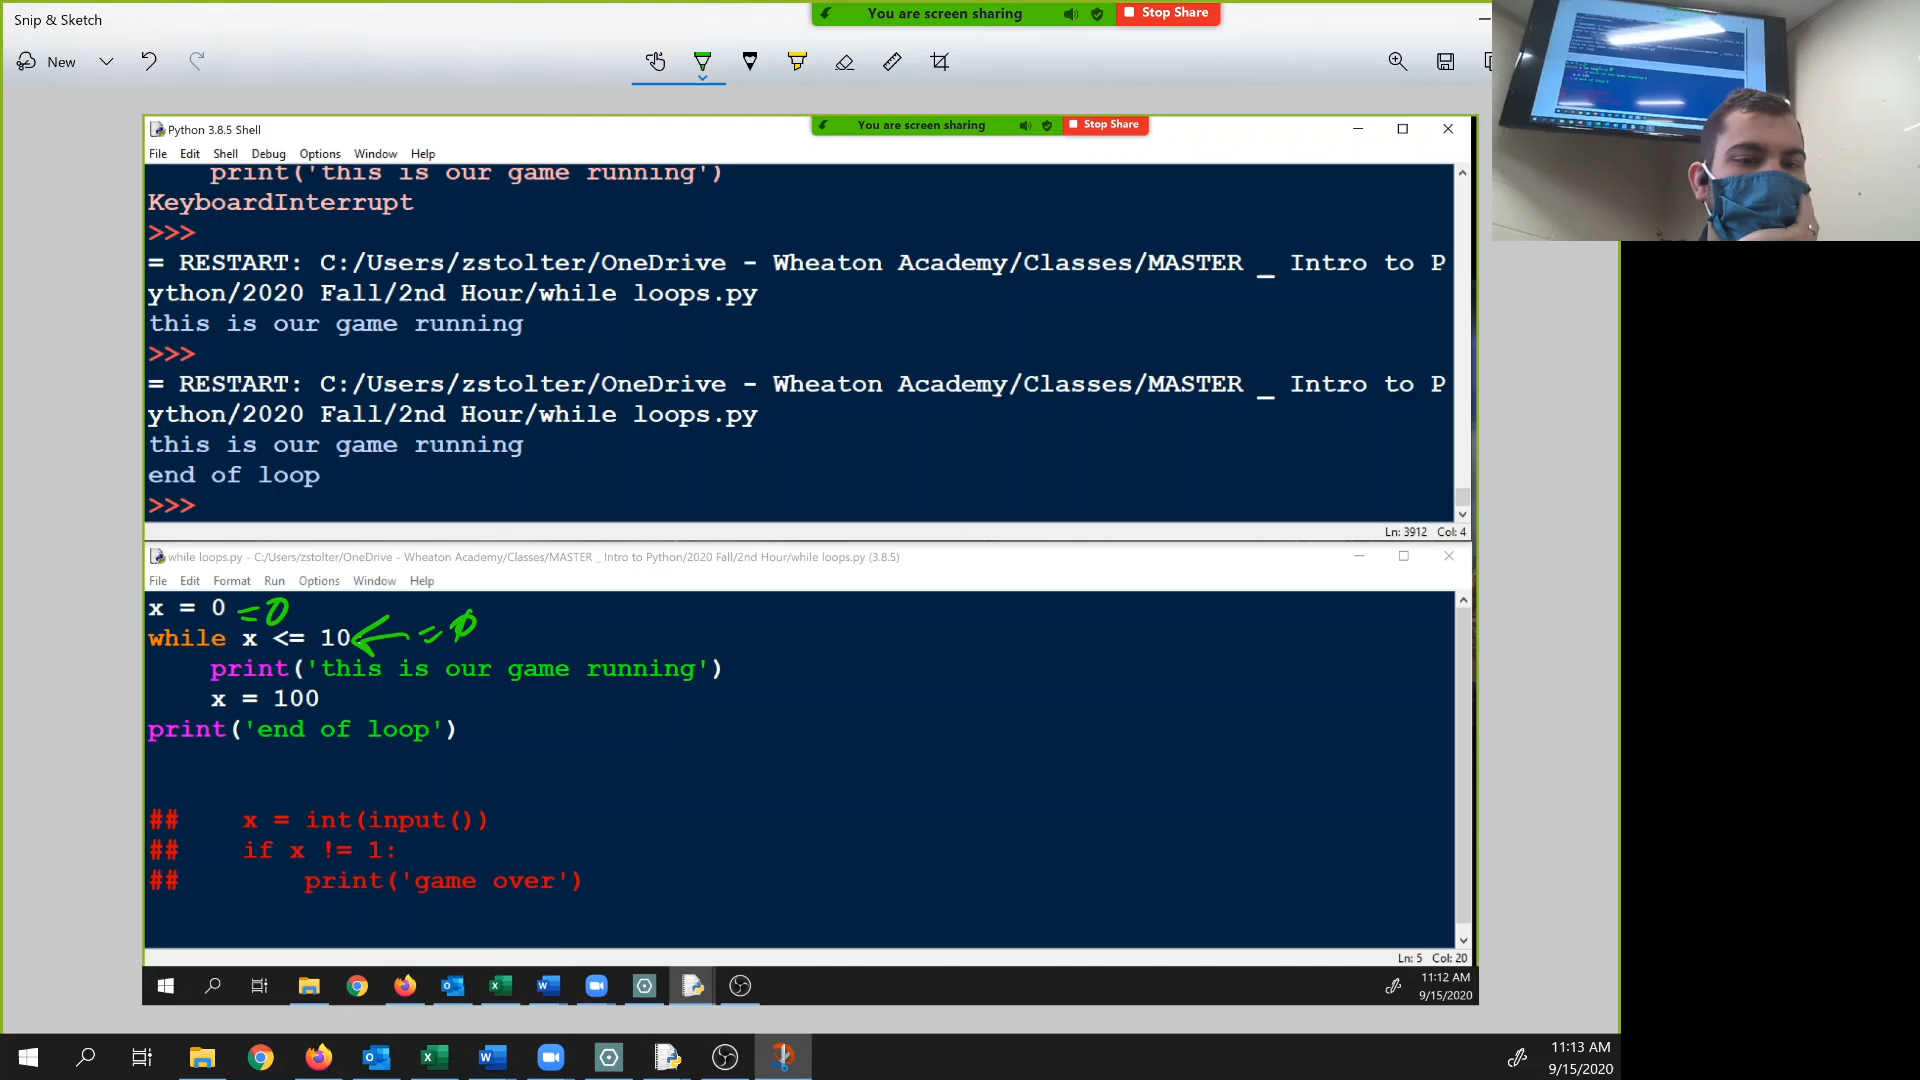 Snip & Sketch
You are screen sharing
Stop Share
New
Python 3.8.5 Shell
You are screen sharing
Stop Share
File Edit Shell Debug Options Window Help
print('this is our game running')
KeyboardInterrupt
>>>
= RESTART: C:/Users/zstolter/OneDrive - Wheaton Academy/Classes/MASTER _ Intro to P
ython/2020 Fall/2nd Hour/while loops.py
this is our game running
>>>
= RESTART: C:/Users/zstolter/OneDrive - Wheaton Academy/Classes/MASTER _ Intro to P
ython/2020 Fall/2nd Hour/while loops.py
this is our game running
end of loop
>>>
Ln: 3912 Col: 4
while loops.py - C:/Users/zstolter/OneDrive - Wheaton Academy/Classes/MASTER _ Intro to Python/2020 Fall/2nd Hour/while loops.py (3.8.5)
File Edit Format Run Options Window Help
x = 0 =0
while x <= 10 =0
print('this is our game running')
x = 100
print('end of loop')
## x = int(input())
## if x != 1:
## print('game over')
Ln: 5 Col: 20
11:12 AM
9/15/2020
11:13 AM
9/15/2020